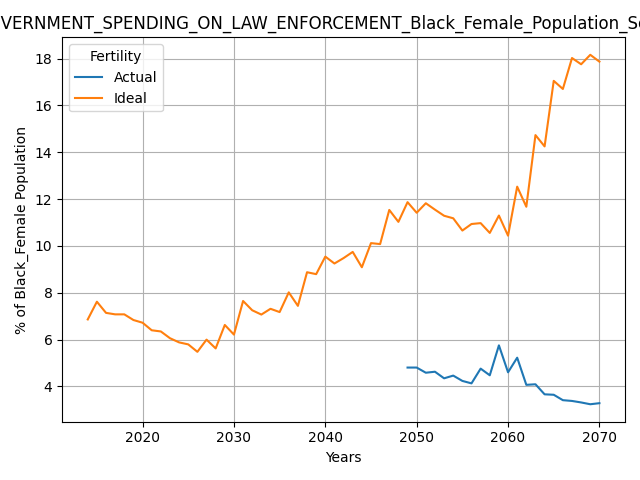 VERNMENT_SPENDING_ON_LAW_ENFORCEMENT_Black_Female_Population_S
Fertility
Actual
Ideal
% of Black_Female Population
18
16
14
12
10
8
6
4
2020 2030 2040 2050 2060 2070
Years